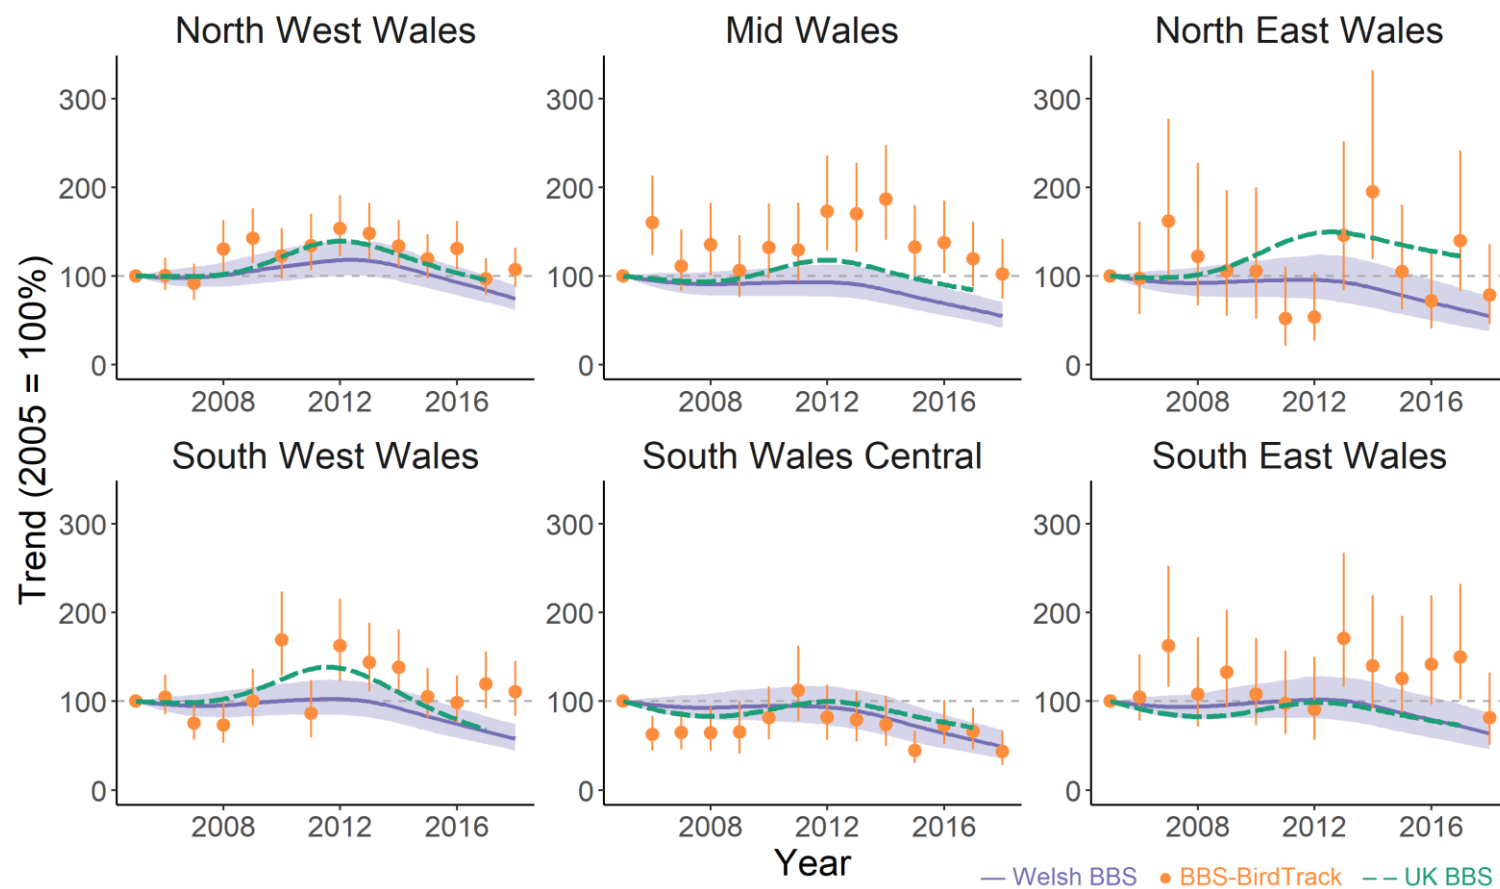 North West Wales
Mid Wales
North East Wales
300
200
100
0
2008 2012 2016
300
200
100
0
2008 2012 2016
300
200
100
0
2008 2012 2016
South West Wales
South Wales Central
South East Wales
300
200
100
0
2008 2012 2016
300
200
100
0
2008 2012 2016
300
200
100
0
2008 2012 2016
Trend (2005 = 100%)
Year
Welsh BBS BBS-BirdTrack UK BBS